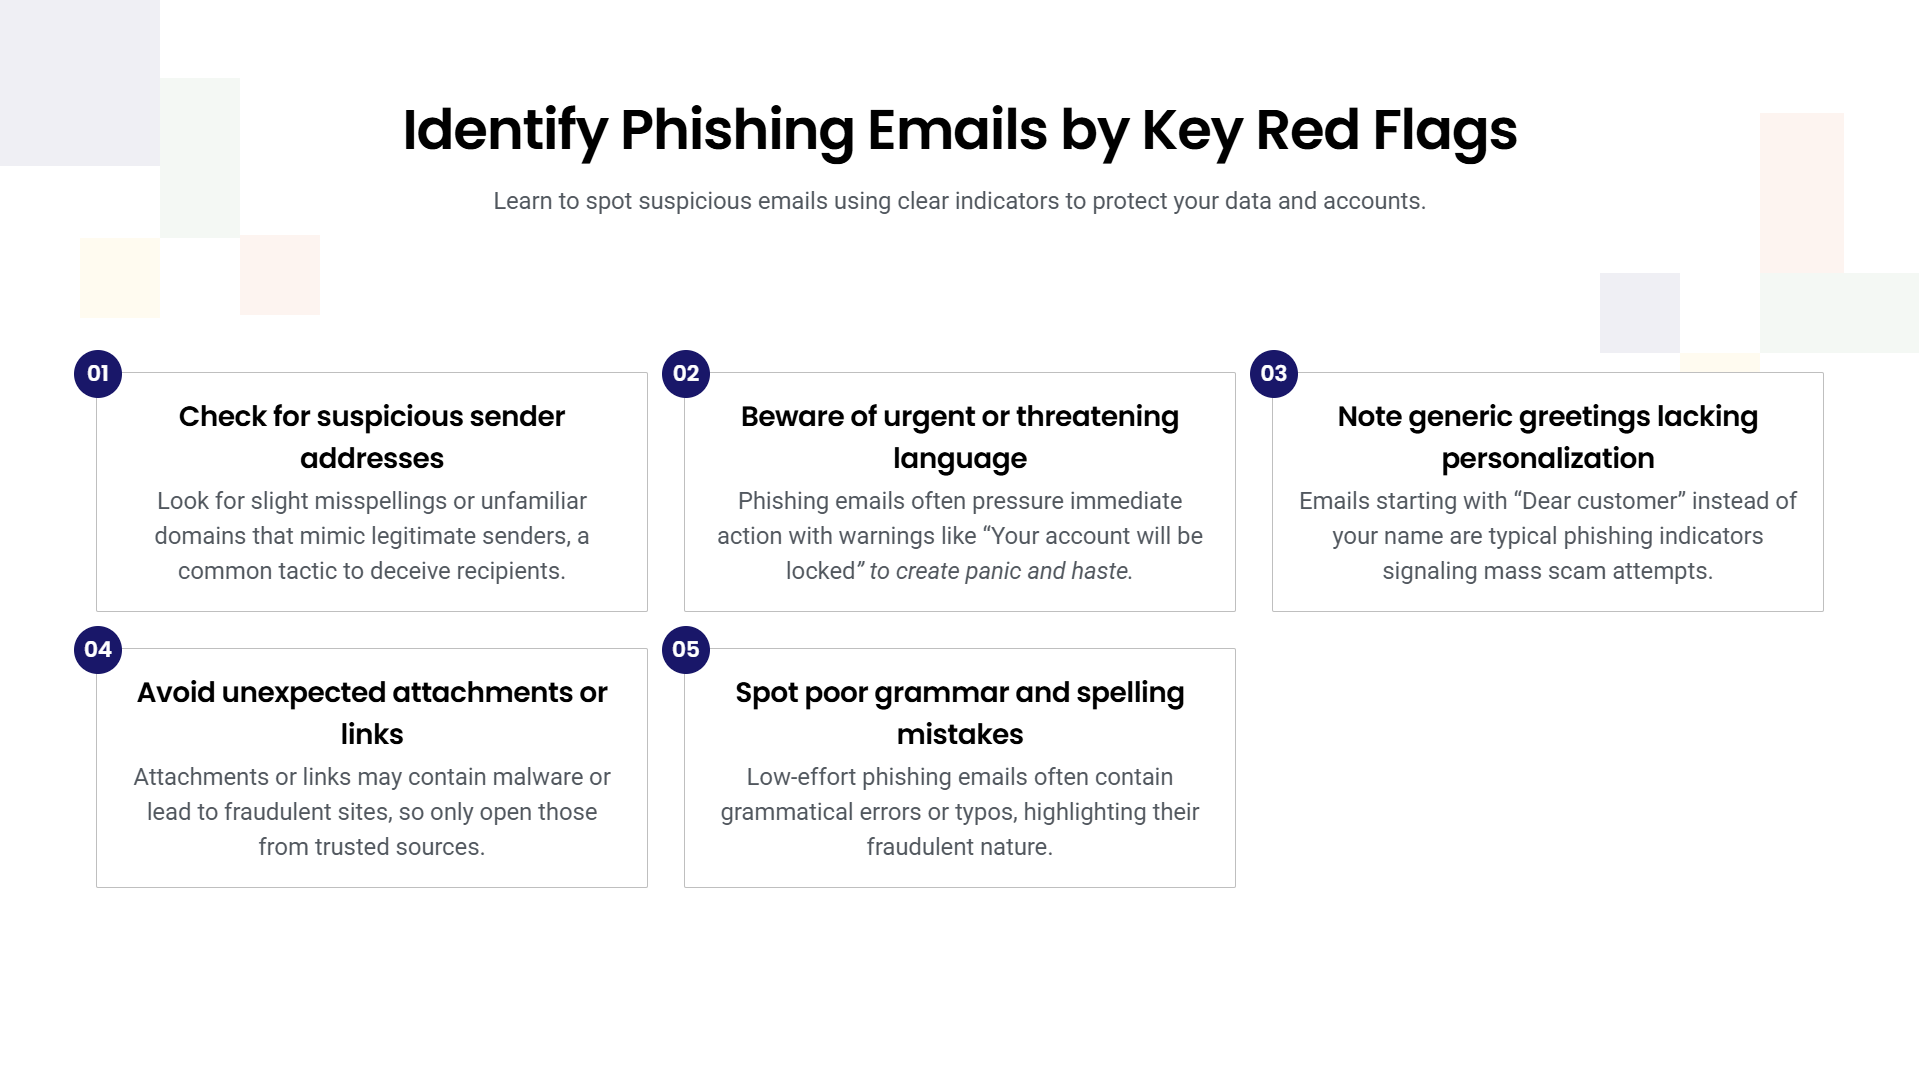 Identify Phishing Emails by Key Red Flags
Learn to spot suspicious emails using clear indicators to protect your data and accounts.
01
Check for suspicious sender
addresses
Look for slight misspellings or unfamiliar
domains that mimic legitimate senders, a
common tactic to deceive recipients.
02
Beware of urgent or threatening
language
Phishing emails often pressure immediate
action with warnings like “Your account will be
locked” to create panic and haste.
03
Note generic greetings lacking
personalization
Emails starting with “Dear customer” instead of
your name are typical phishing indicators
signaling mass scam attempts.
04
Avoid unexpected attachments or
links
Attachments or links may contain malware or
lead to fraudulent sites, so only open those
from trusted sources.
05
Spot poor grammar and spelling
mistakes
Low-effort phishing emails often contain
grammatical errors or typos, highlighting their
fraudulent nature.